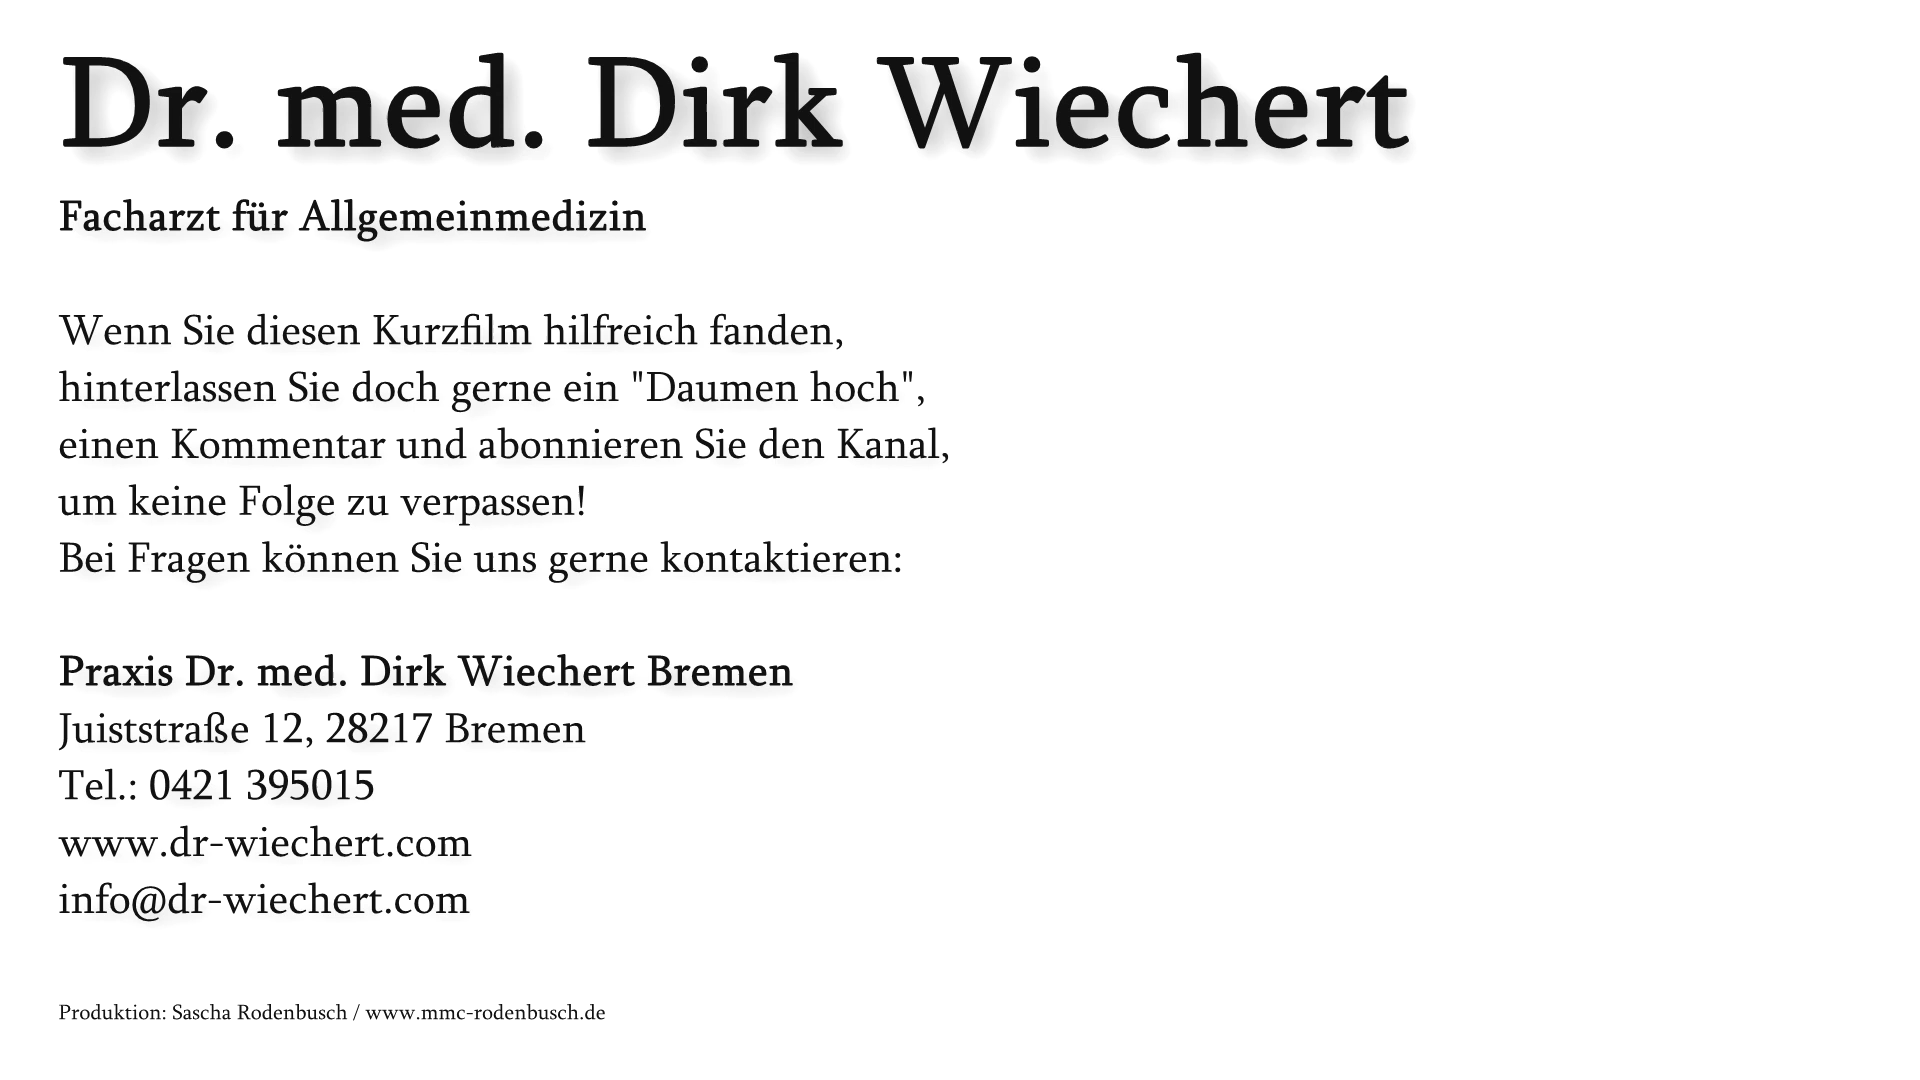 Dr. med. Dirk Wiechert
Facharzt für Allgemeinmedizin
Wenn Sie diesen Kurzfilm hilfreich fanden,
hinterlassen Sie doch gerne ein "Daumen hoch",
einen Kommentar und abonnieren Sie den Kanal,
um keine Folge zu verpassen!
Bei Fragen können Sie uns gerne kontaktieren:
Praxis Dr. med. Dirk Wiechert Bremen
Juiststraße 12, 28217 Bremen
Tel.: 0421 395015
www.dr-wiechert.com
info@dr-wiechert.com
Produktion: Sascha Rodenbusch / www.mmc-rodenbusch.de